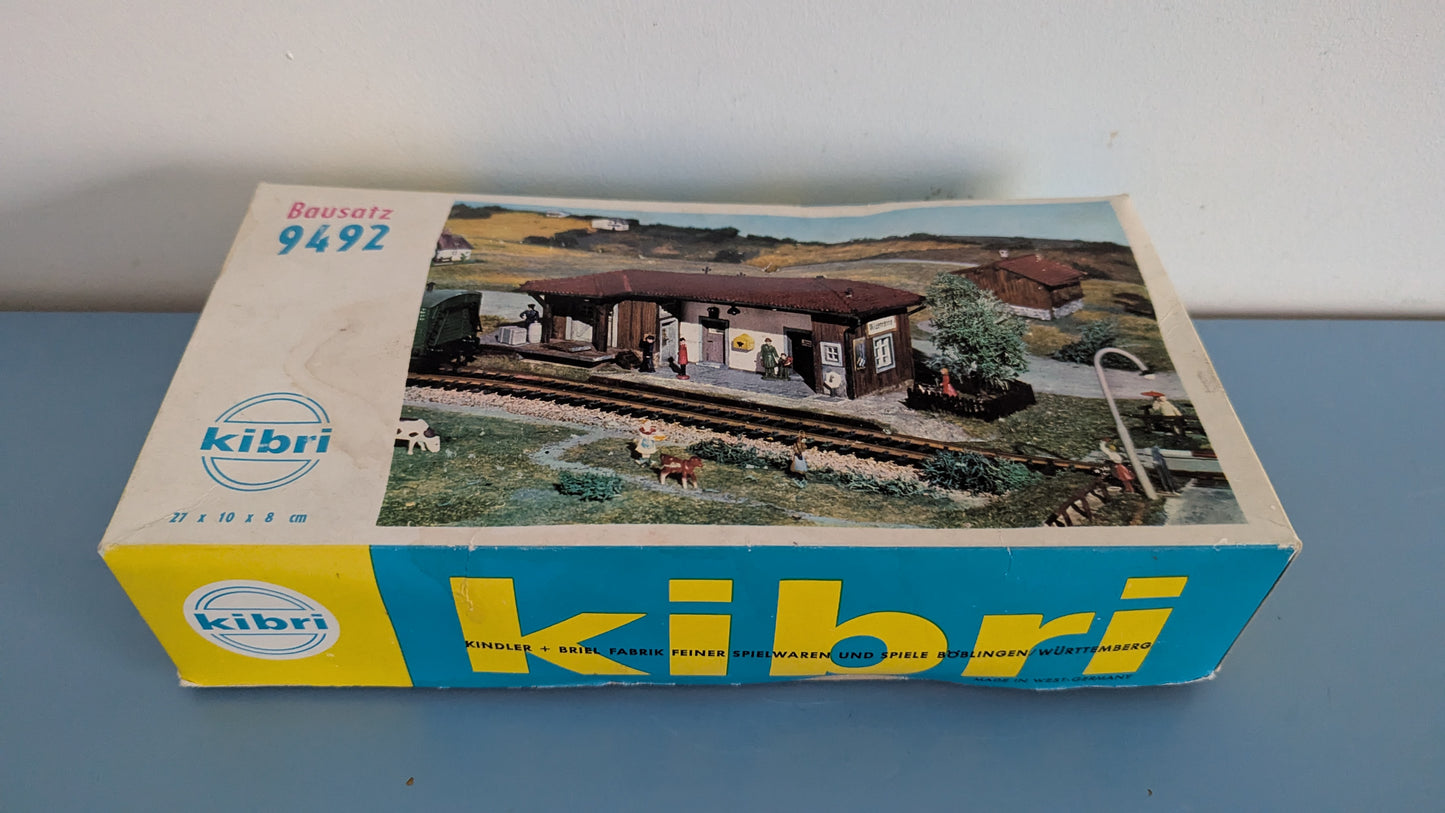 Bausatz
9492
kibri
27 x 10 x 8 cm
kibri
kibri
KINDLER + BRIEL FABRIK FEINER SPIELWAREN UND SPIELE BÖBLINGEN/WÜRTTEMBERG
MADE IN WEST-GERMANY